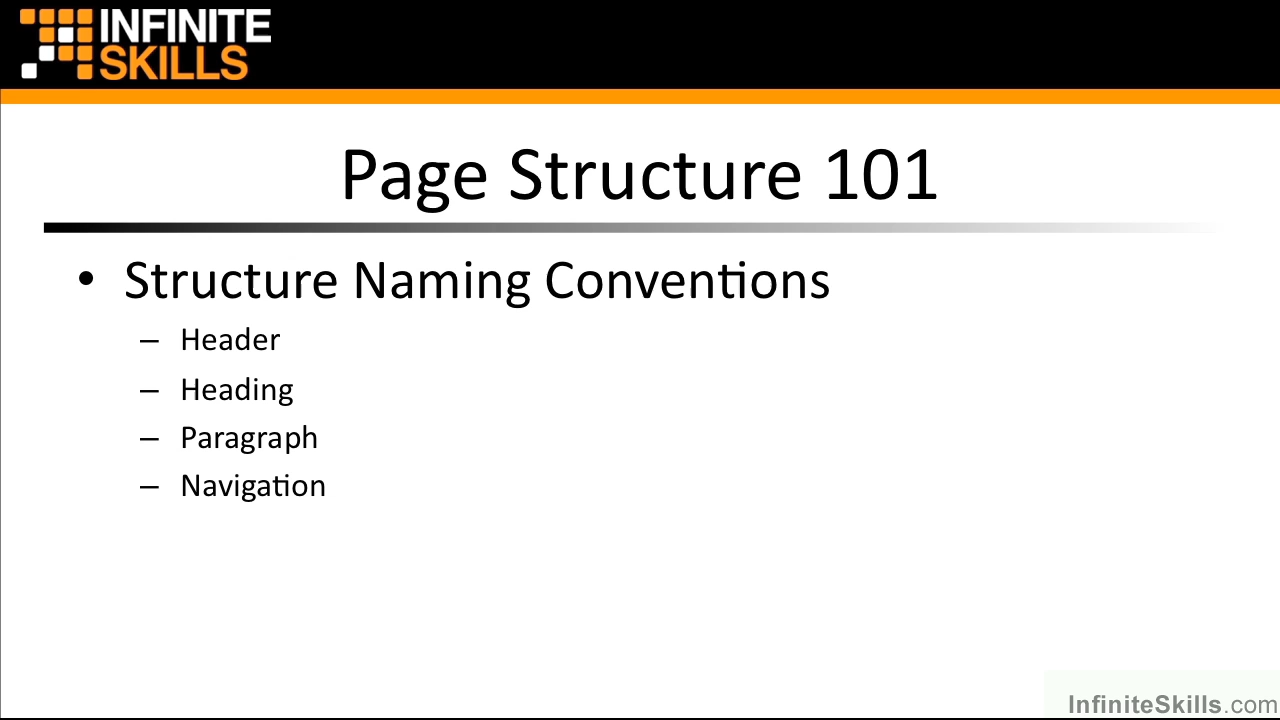 INFINITE
SKILLS
Page Structure 101
• Structure Naming Conventions
– Header
– Heading
– Paragraph
– Navigation
InfiniteSkills.com